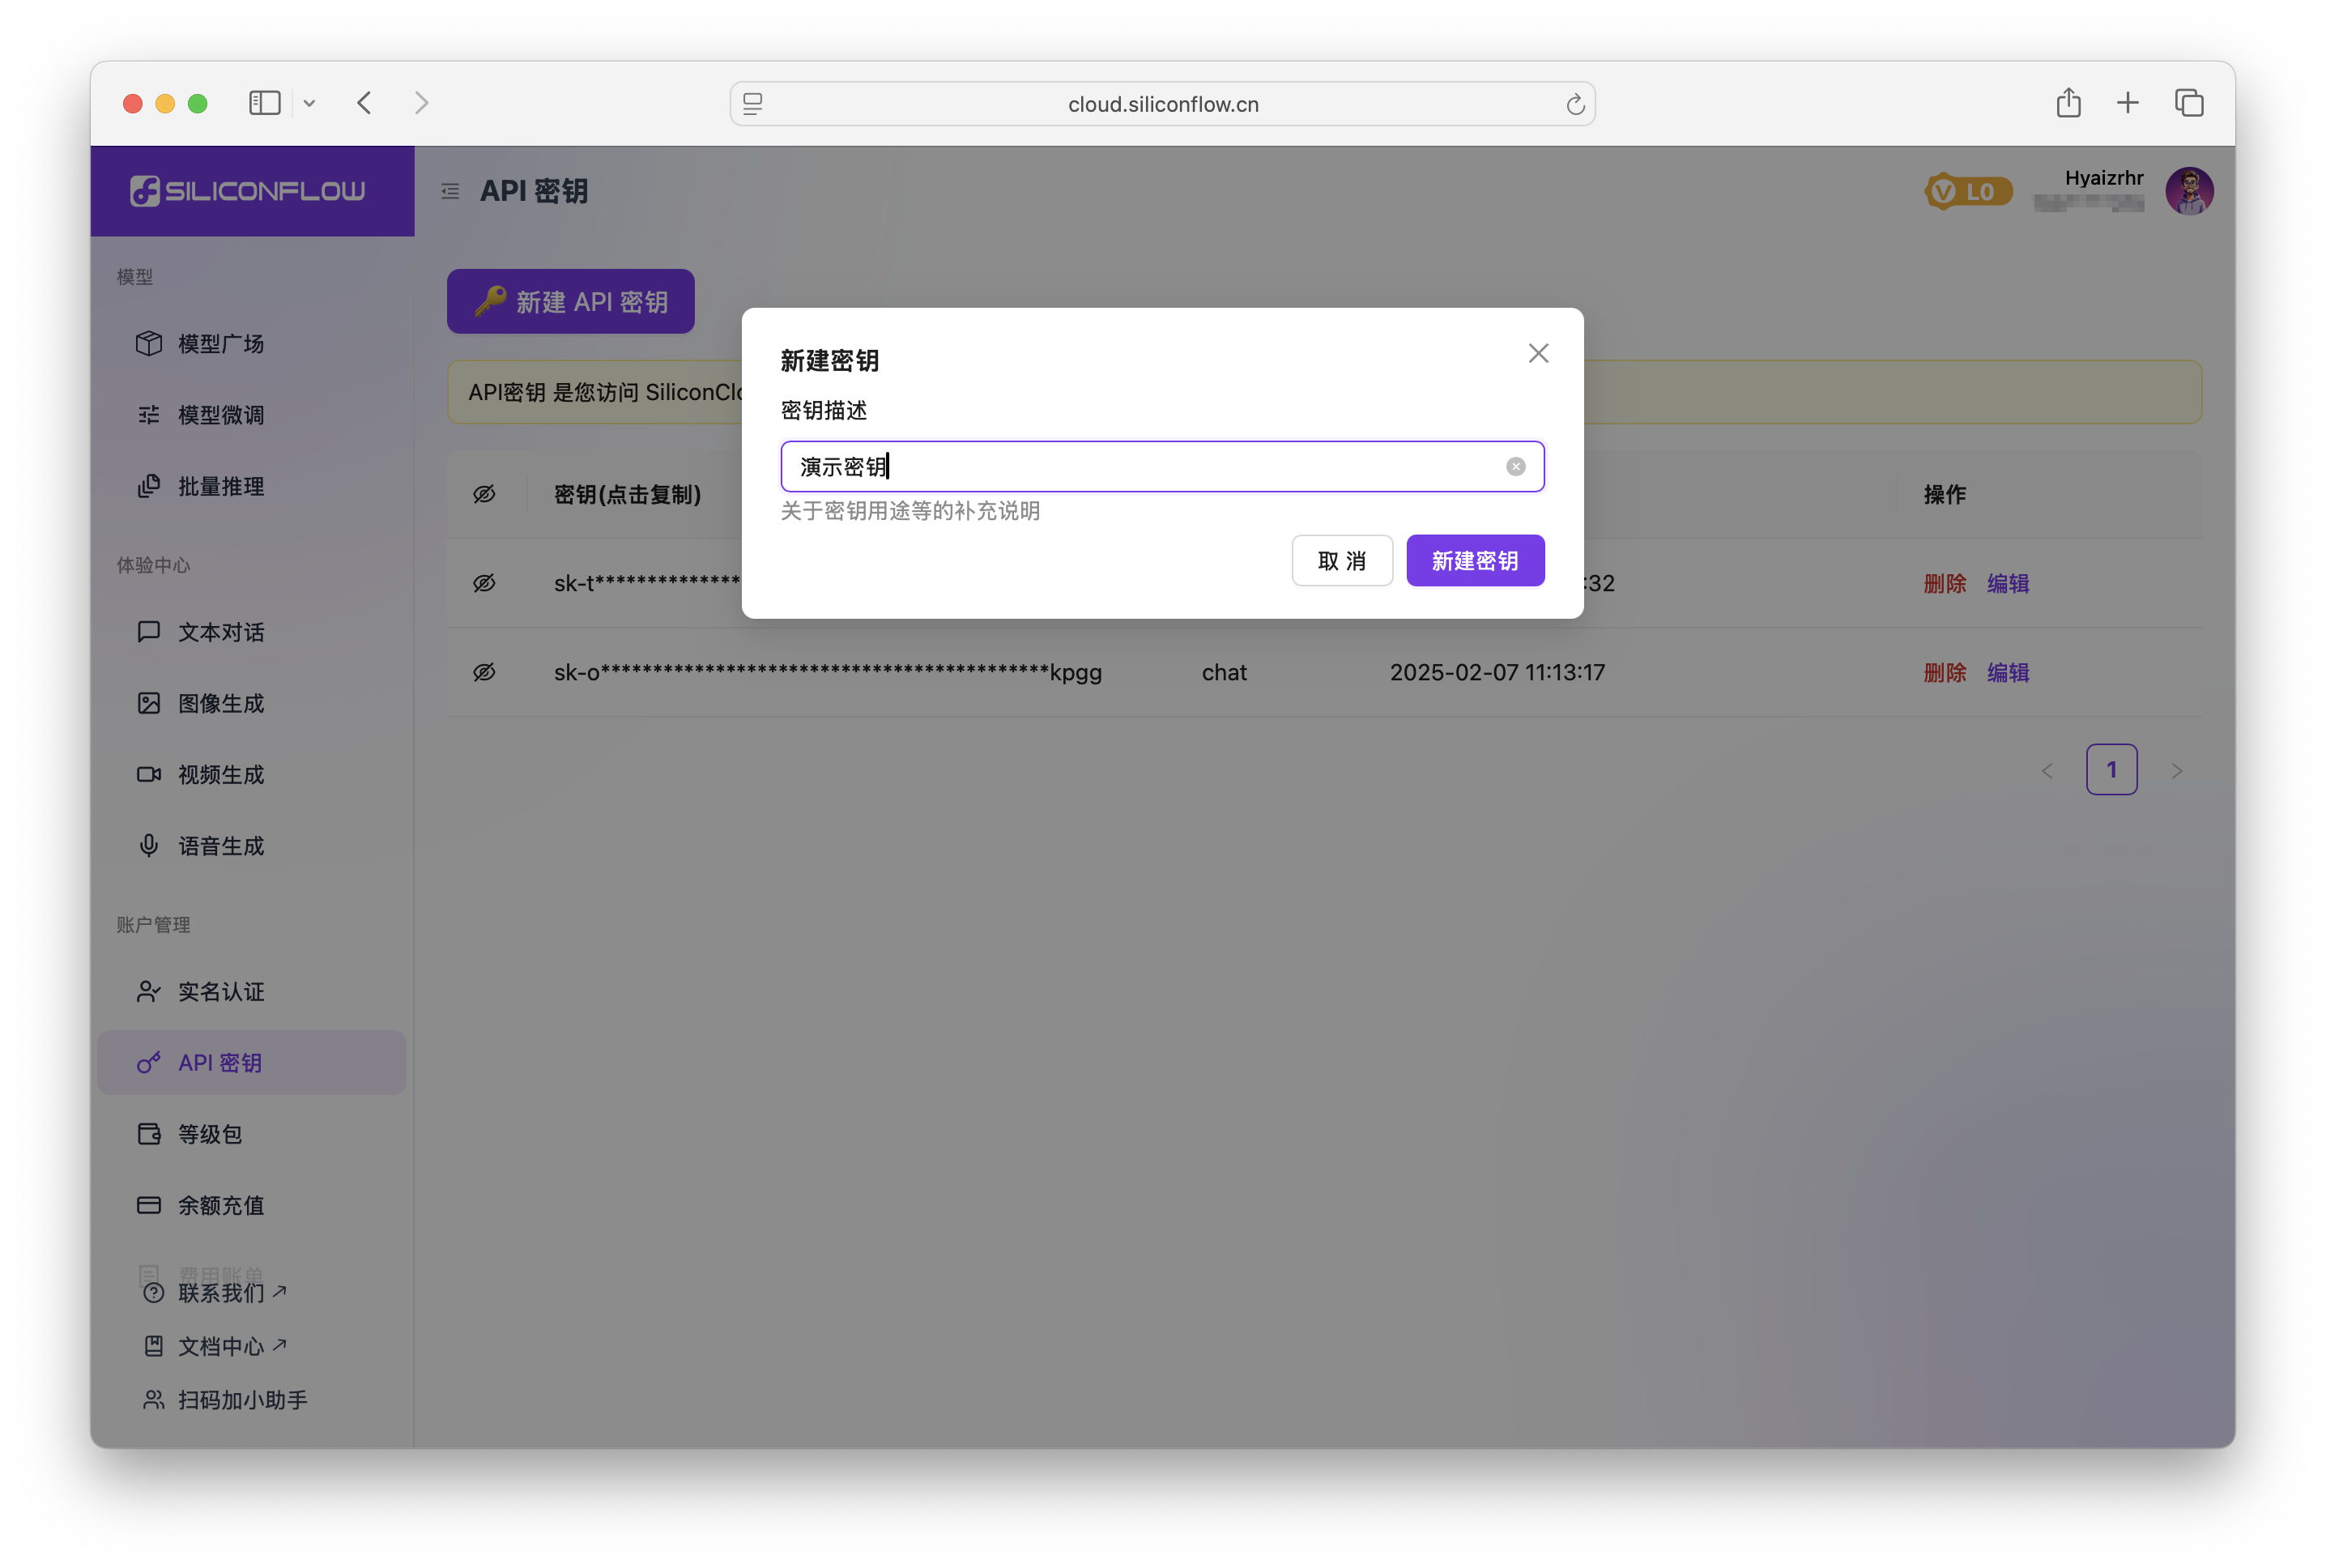 cloud.siliconflow.cn
SILICONFLOW
API 密钥
L0
Hyaizrhr
模型
模型广场
模型微调
批量推理
体验中心
文本对话
图像生成
视频生成
语音生成
账户管理
实名认证
API 密钥
等级包
余额充值
费用账单
联系我们
文档中心
扫码加小助手
🔑 新建 API 密钥
API密钥 是您访问 SiliconClo
密钥(点击复制)
操作
sk-t**************
:32
删除 编辑
sk-o*******************************************kpgg
chat
2025-02-07 11:13:17
删除 编辑
1
新建密钥
密钥描述
演示密钥
关于密钥用途等的补充说明
取 消
新建密钥